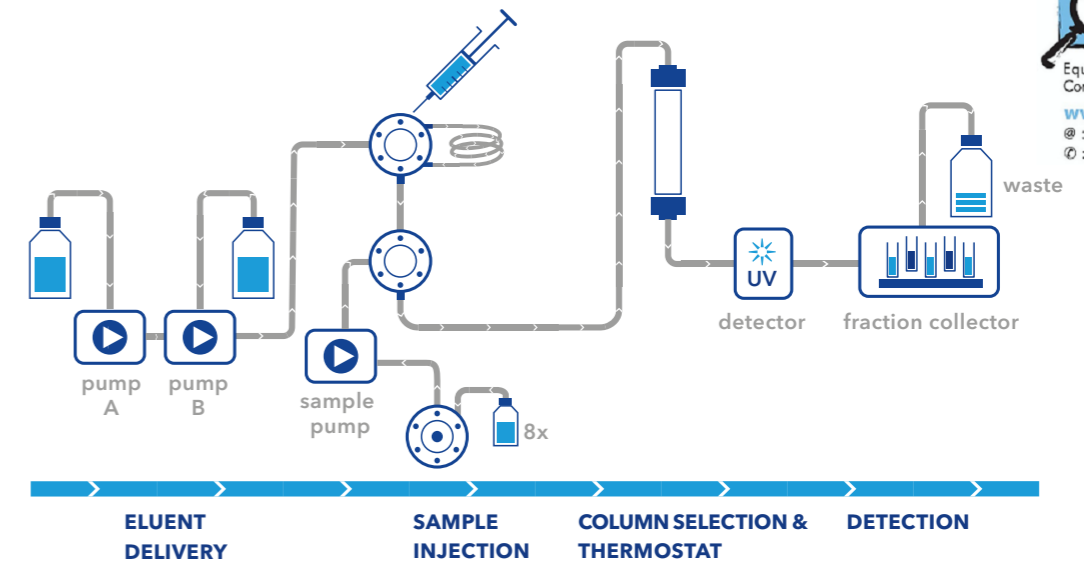 waste
UV
detector
fraction collector
pump
A
pump
B
sample
pump
8x
ELUENT
DELIVERY
SAMPLE
INJECTION
COLUMN SELECTION &
THERMOSTAT
DETECTION